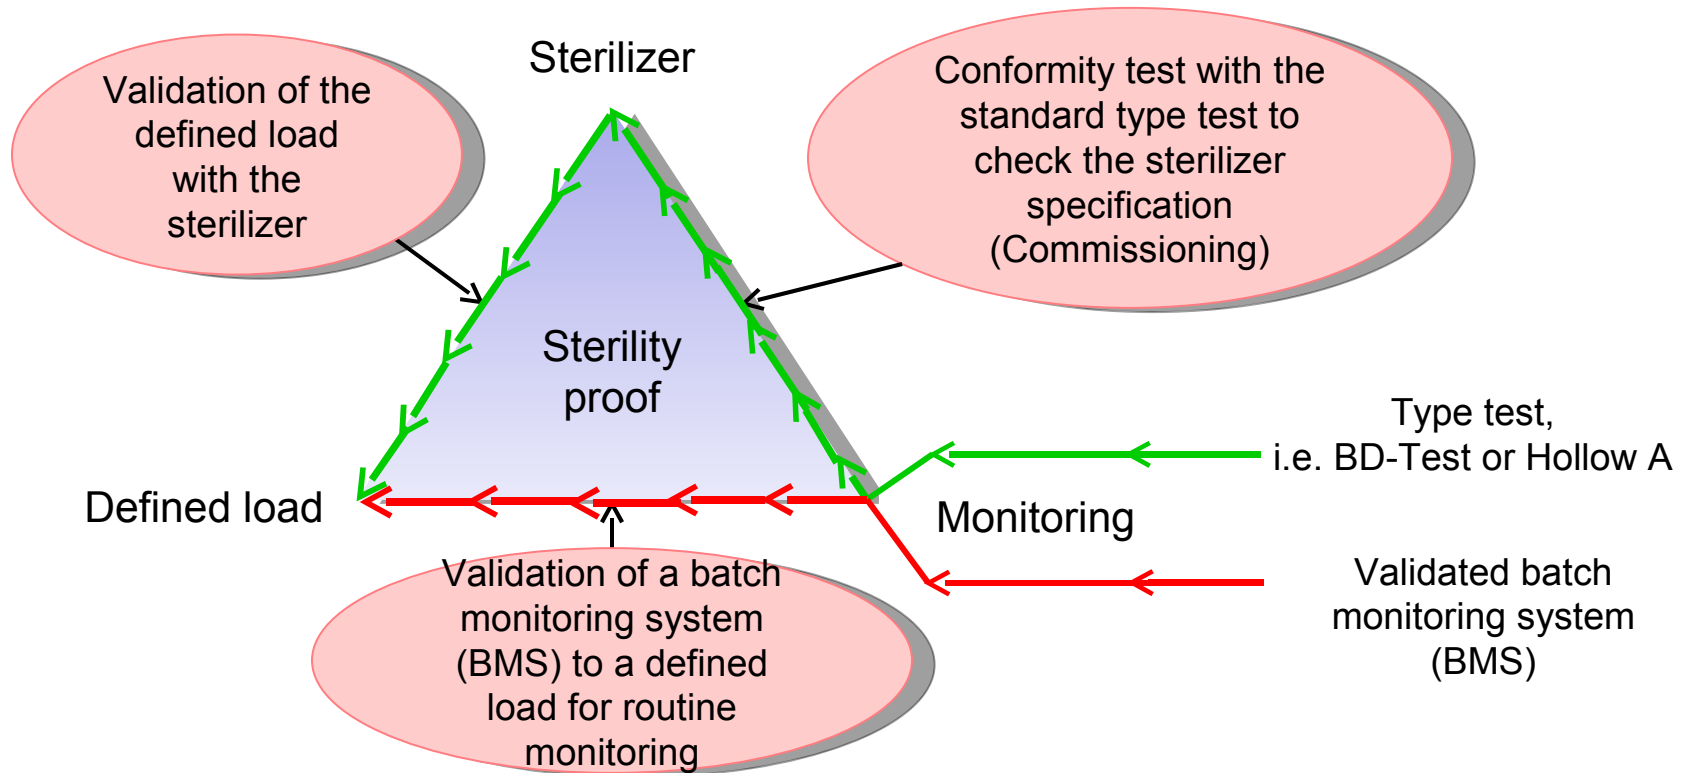 Sterilizer
Validation of the
defined load
with the
sterilizer
Conformity test with the
standard type test to
check the sterilizer
specification
(Commissioning)
Sterility
proof
Type test,
i.e. BD-Test or Hollow A
Defined load
Monitoring
Validation of a batch
monitoring system
(BMS) to a defined
load for routine
monitoring
Validated batch
monitoring system
(BMS)